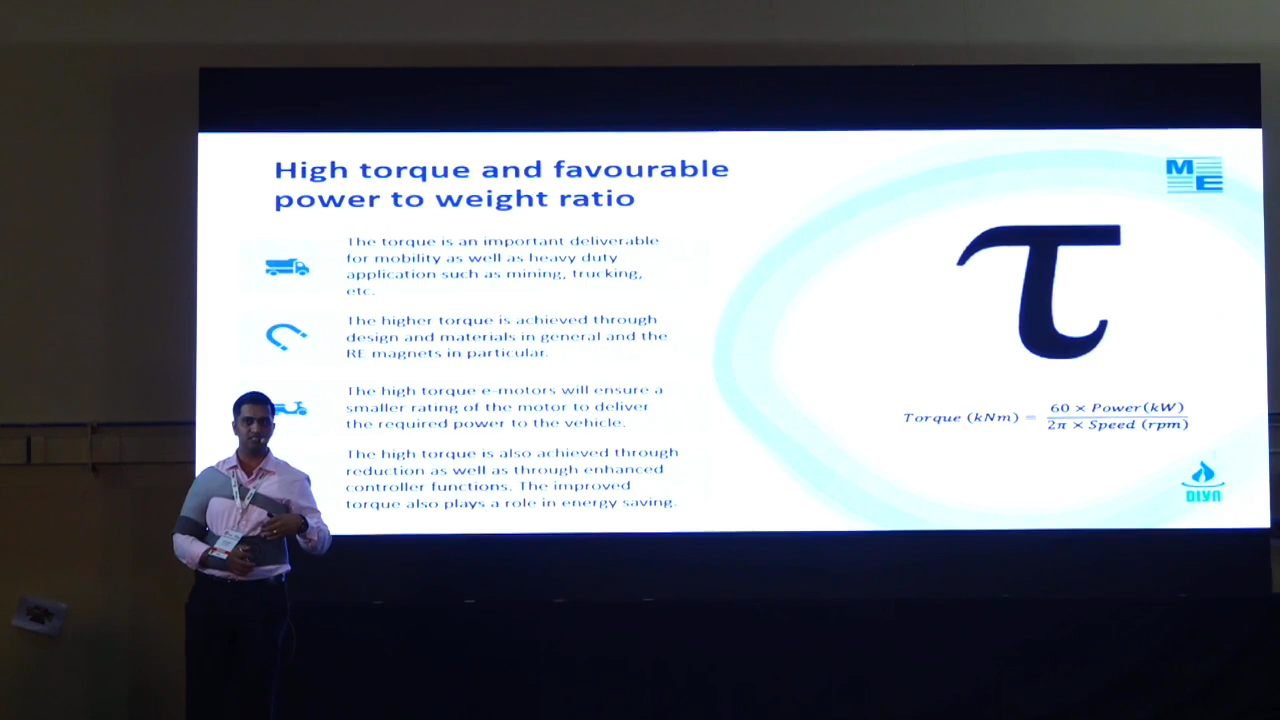 High torque and favourable
power to weight ratio
The torque is an important deliverable
for mobility as well as heavy duty
application such as mining, trucking,
etc.
The higher torque is achieved through
design and materials in general and the
RE magnets in particular.
The high torque e-motors will ensure a
smaller rating of the motor to deliver
the required power to the vehicle.
The high torque is also achieved through
reduction as well as through enhanced
controller functions. The improved
torque also plays a role in energy saving.
ME
τ
Torque (kNm) = 60 × Power(kW) / 2π × Speed (rpm)
DIYA